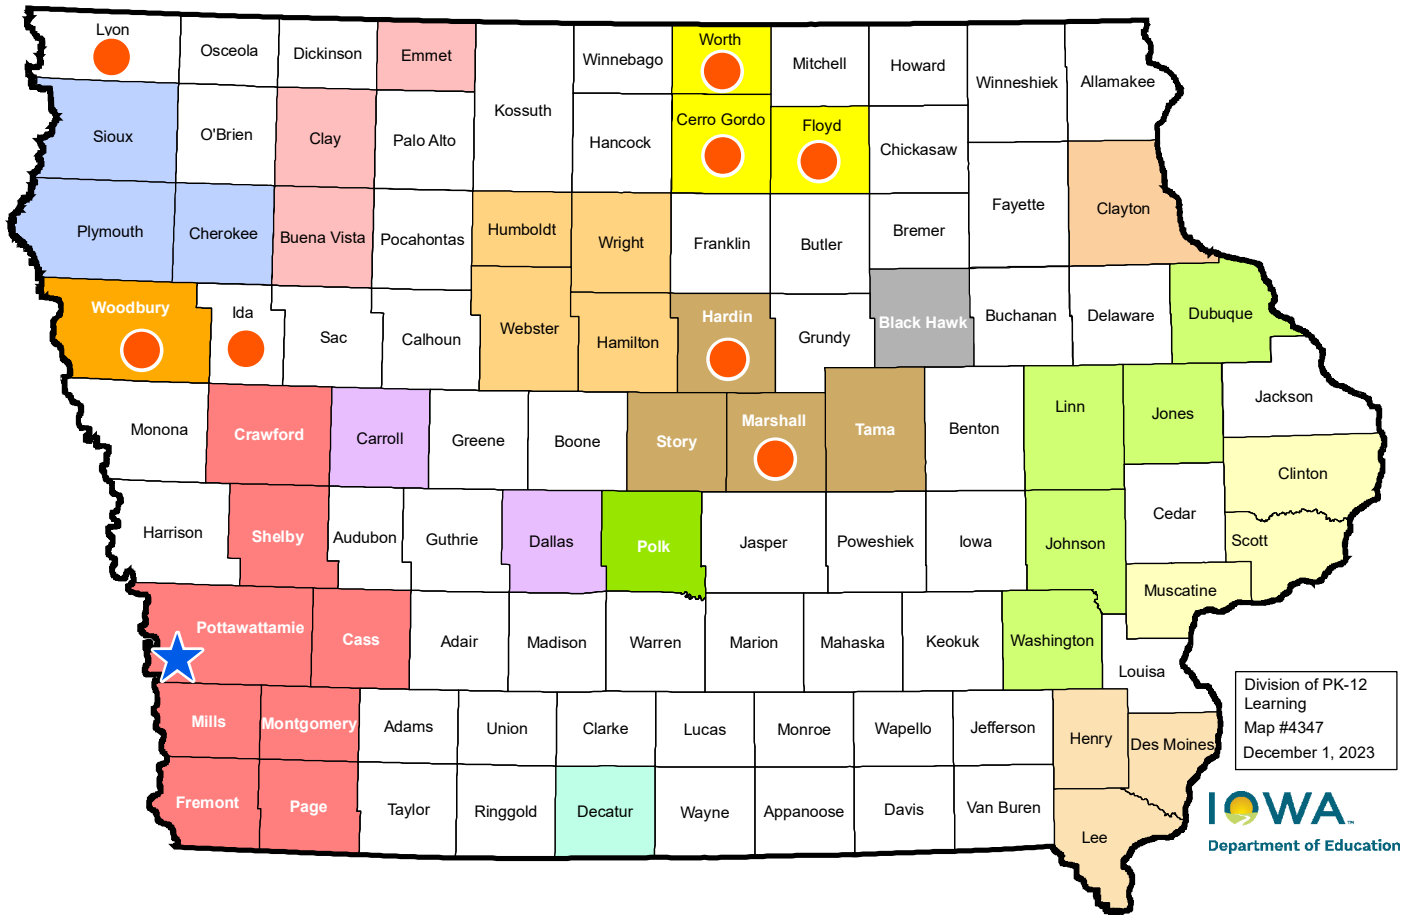 Lyon
Osceola
Dickinson
Emmet
Kossuth
Winnebago
Worth
Mitchell
Howard
Winneshiek
Allamakee
Sioux
O'Brien
Clay
Palo Alto
Hancock
Cerro Gordo
Floyd
Chickasaw
Plymouth
Cherokee
Buena Vista
Pocahontas
Humboldt
Wright
Franklin
Butler
Bremer
Fayette
Clayton
Woodbury
Ida
Sac
Calhoun
Webster
Hamilton
Hardin
Grundy
Black Hawk
Buchanan
Delaware
Dubuque
Monona
Crawford
Carroll
Greene
Boone
Story
Marshall
Tama
Benton
Linn
Jones
Jackson
Clinton
Harrison
Shelby
Audubon
Guthrie
Dallas
Polk
Jasper
Poweshiek
Iowa
Johnson
Cedar
Scott
Muscatine
Pottawattamie
Cass
Adair
Madison
Warren
Marion
Mahaska
Keokuk
Washington
Louisa
Mills
Montgomery
Adams
Union
Clarke
Lucas
Monroe
Wapello
Jefferson
Henry
Des Moines
Fremont
Page
Taylor
Ringgold
Decatur
Wayne
Appanoose
Davis
Van Buren
Lee
Division of PK-12
Learning
Map #4347
December 1, 2023
IOWA
Department of Education